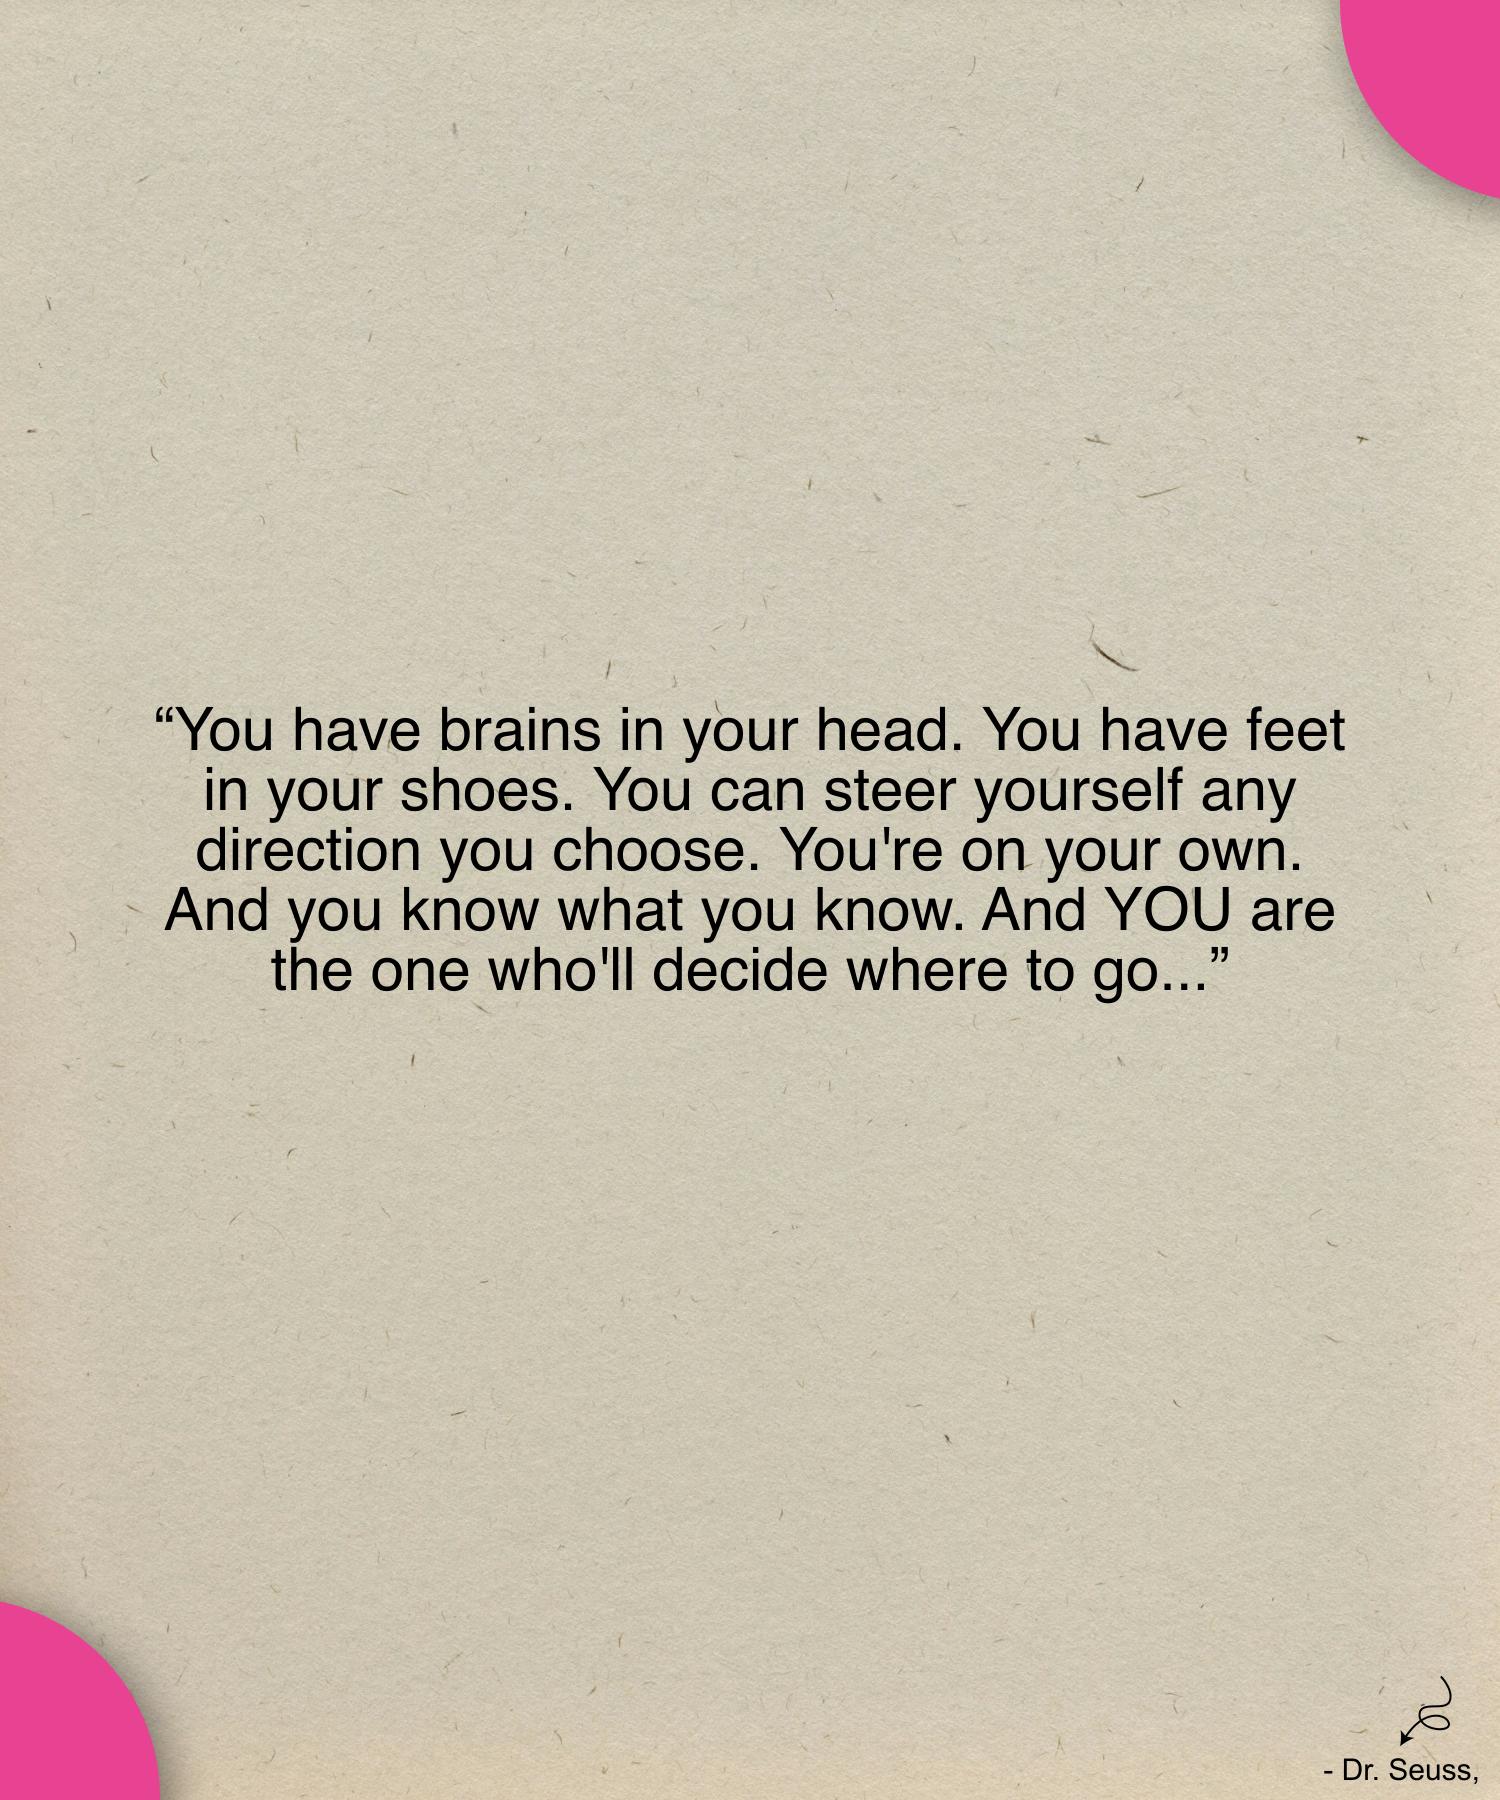 “You have brains in your head. You have feet
in your shoes. You can steer yourself any
direction you choose. You're on your own.
And you know what you know. And YOU are
the one who'll decide where to go...”
- Dr. Seuss,